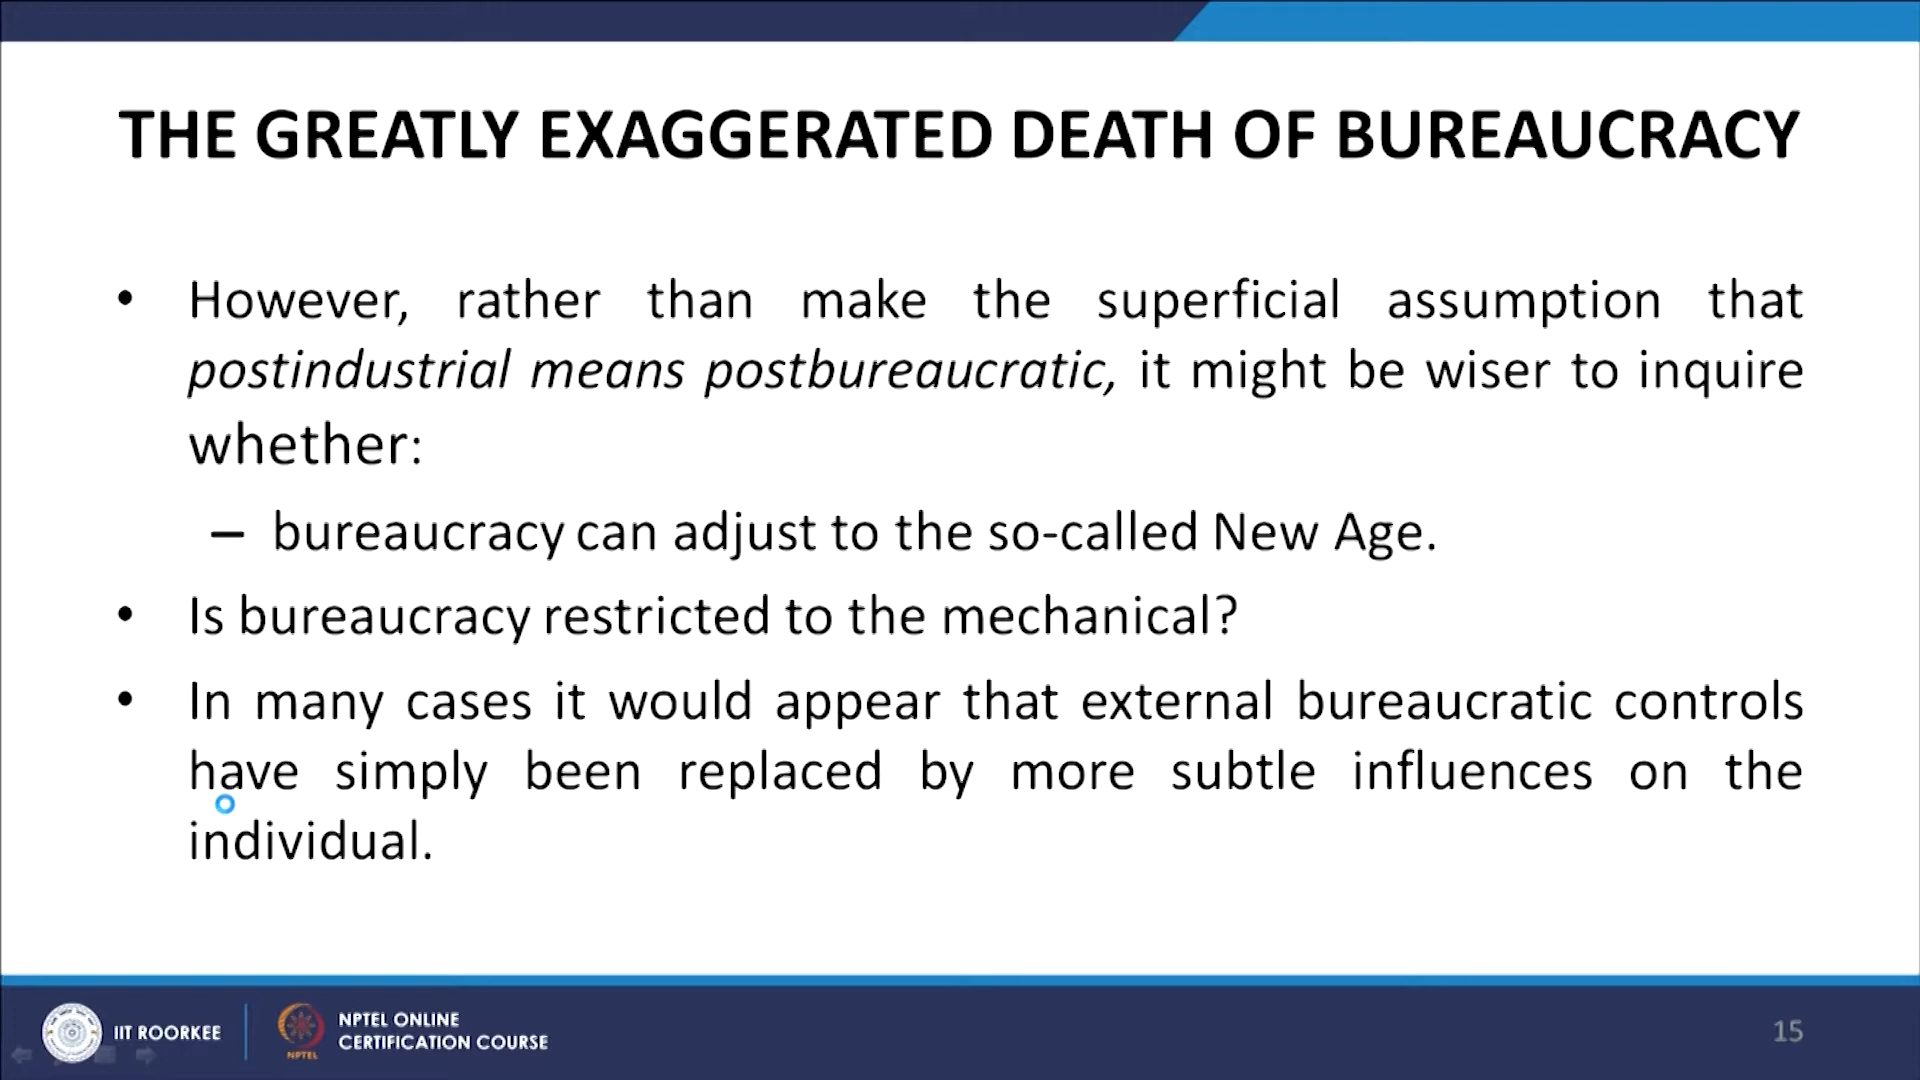 THE GREATLY EXAGGERATED DEATH OF BUREAUCRACY
• However, rather than make the superficial assumption that
postindustrial means postbureaucratic, it might be wiser to inquire
whether:
– bureaucracy can adjust to the so-called New Age.
• Is bureaucracy restricted to the mechanical?
• In many cases it would appear that external bureaucratic controls
have simply been replaced by more subtle influences on the
individual.
IIT ROORKEE
NPTEL
NPTEL ONLINE
CERTIFICATION COURSE
15